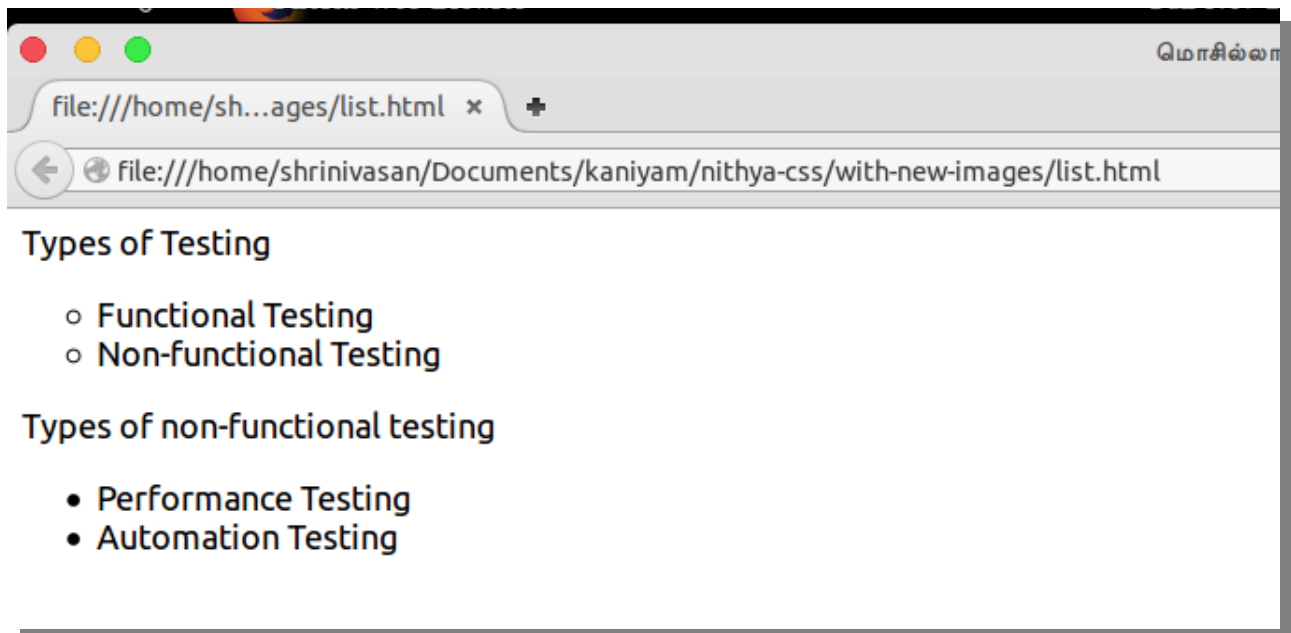 மொசில்லா
file:///home/sh...ages/list.html
file:///home/shrinivasan/Documents/kaniyam/nithya-css/with-new-images/list.html
Types of Testing
Functional Testing
Non-functional Testing
Types of non-functional testing
Performance Testing
Automation Testing